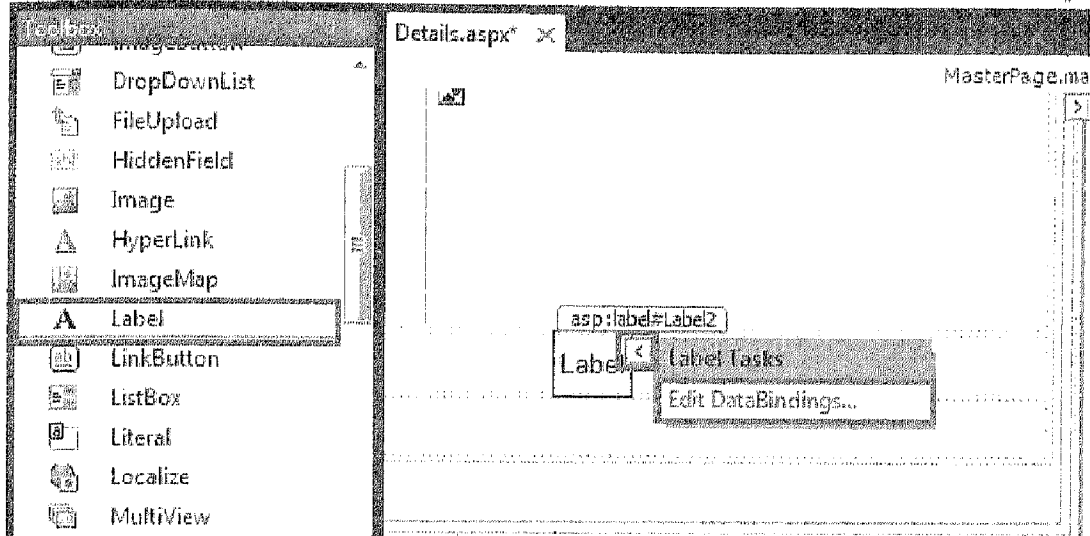 Toolbox
ImageButton
DropDownList
FileUpload
HiddenField
Image
HyperLink
ImageMap
Label
LinkButton
ListBox
Literal
Localize
MultiView
Details.aspx*
MasterPage.ma
asp:label#Label2
Label
Label Tasks
Edit DataBindings...